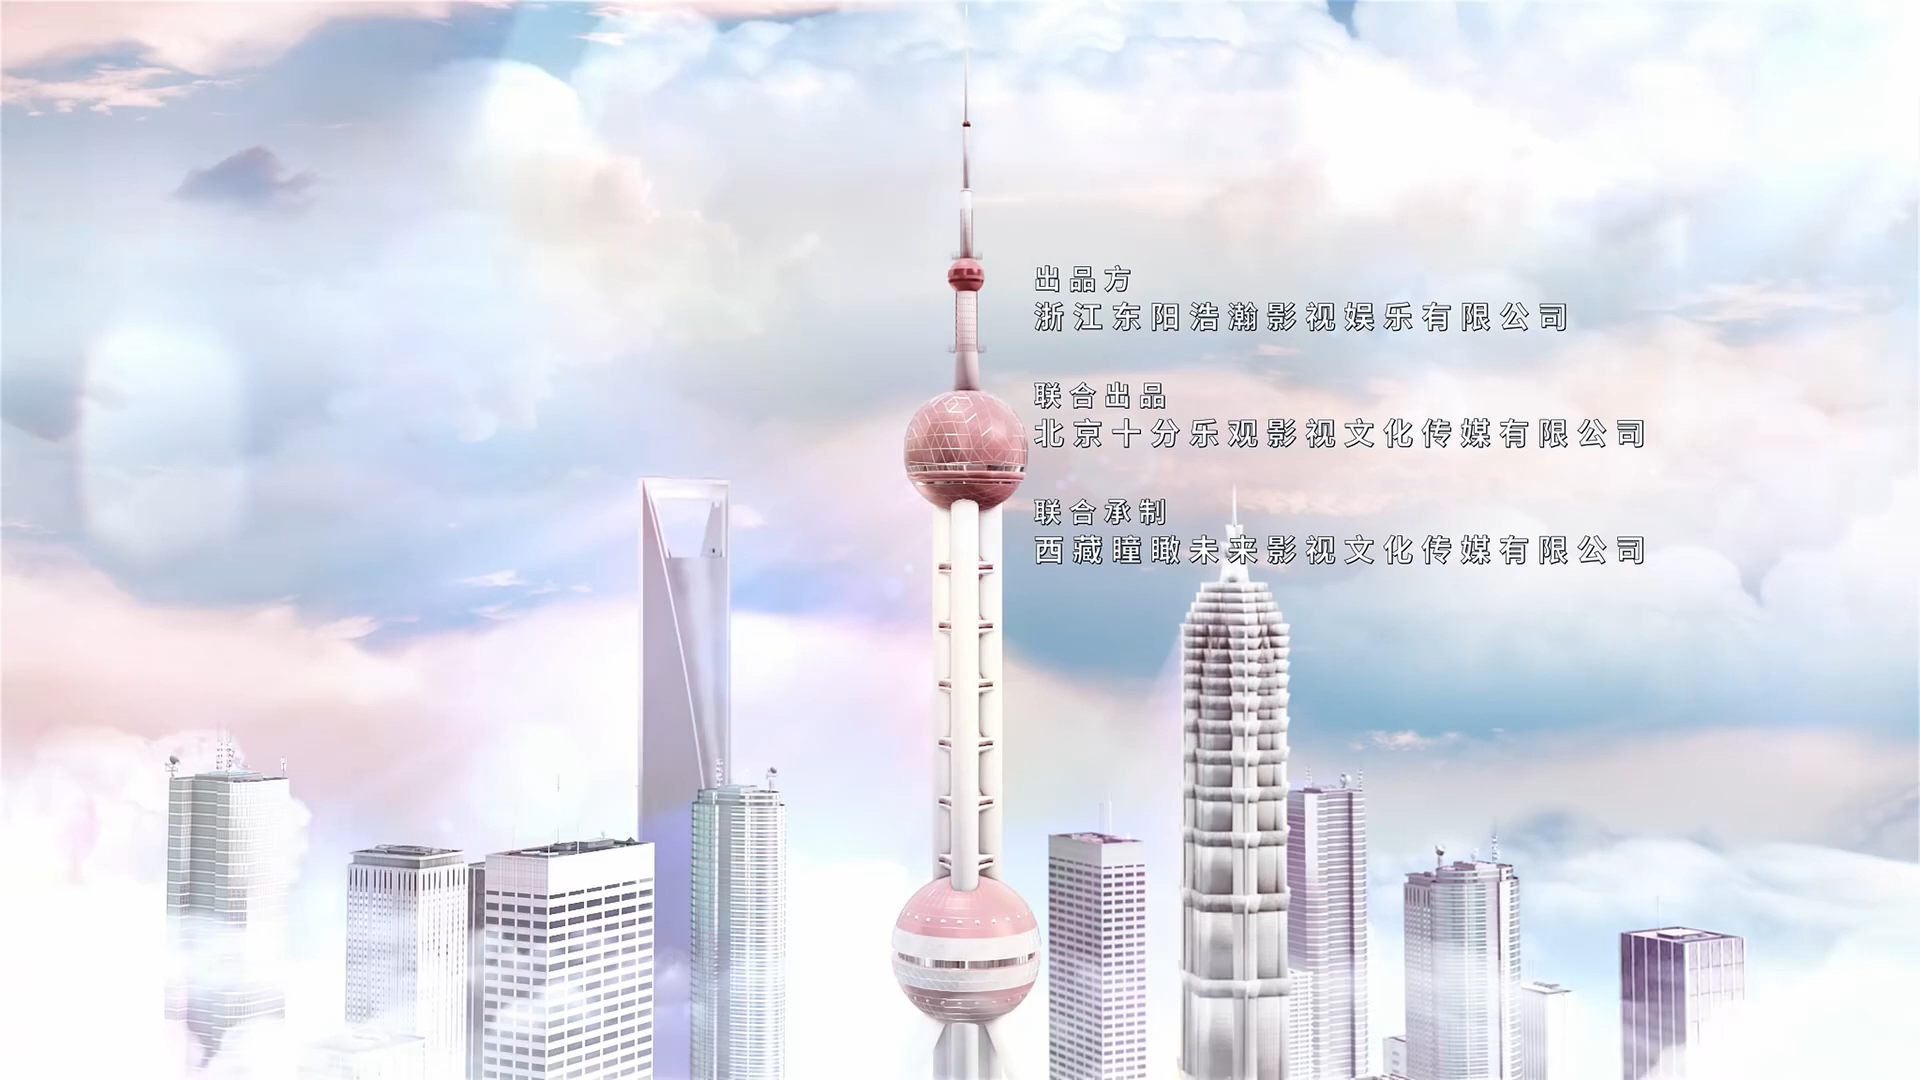 出品方
浙江东阳浩瀚影视娱乐有限公司
联合出品
北京十分乐观影视文化传媒有限公司
联合承制
西藏瞳瞰未来影视文化传媒有限公司